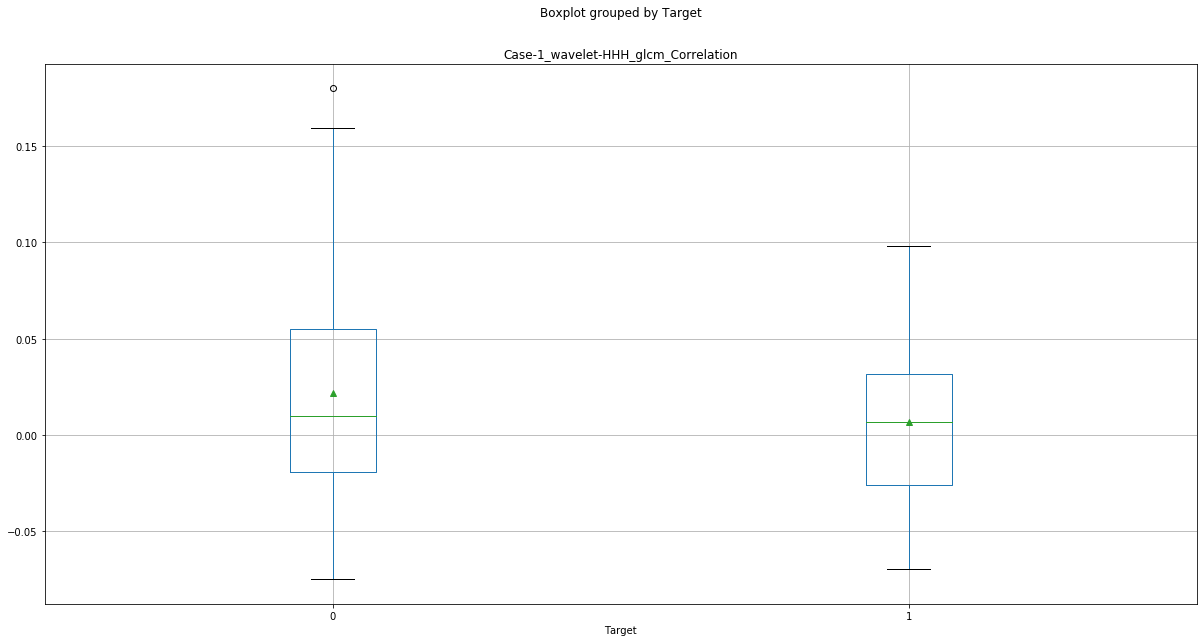 Boxplot grouped by Target
Case-1_wavelet-HHH_glcm_Correlation
0.15
0.10
0.05
0.00
−0.05
0 1
Target